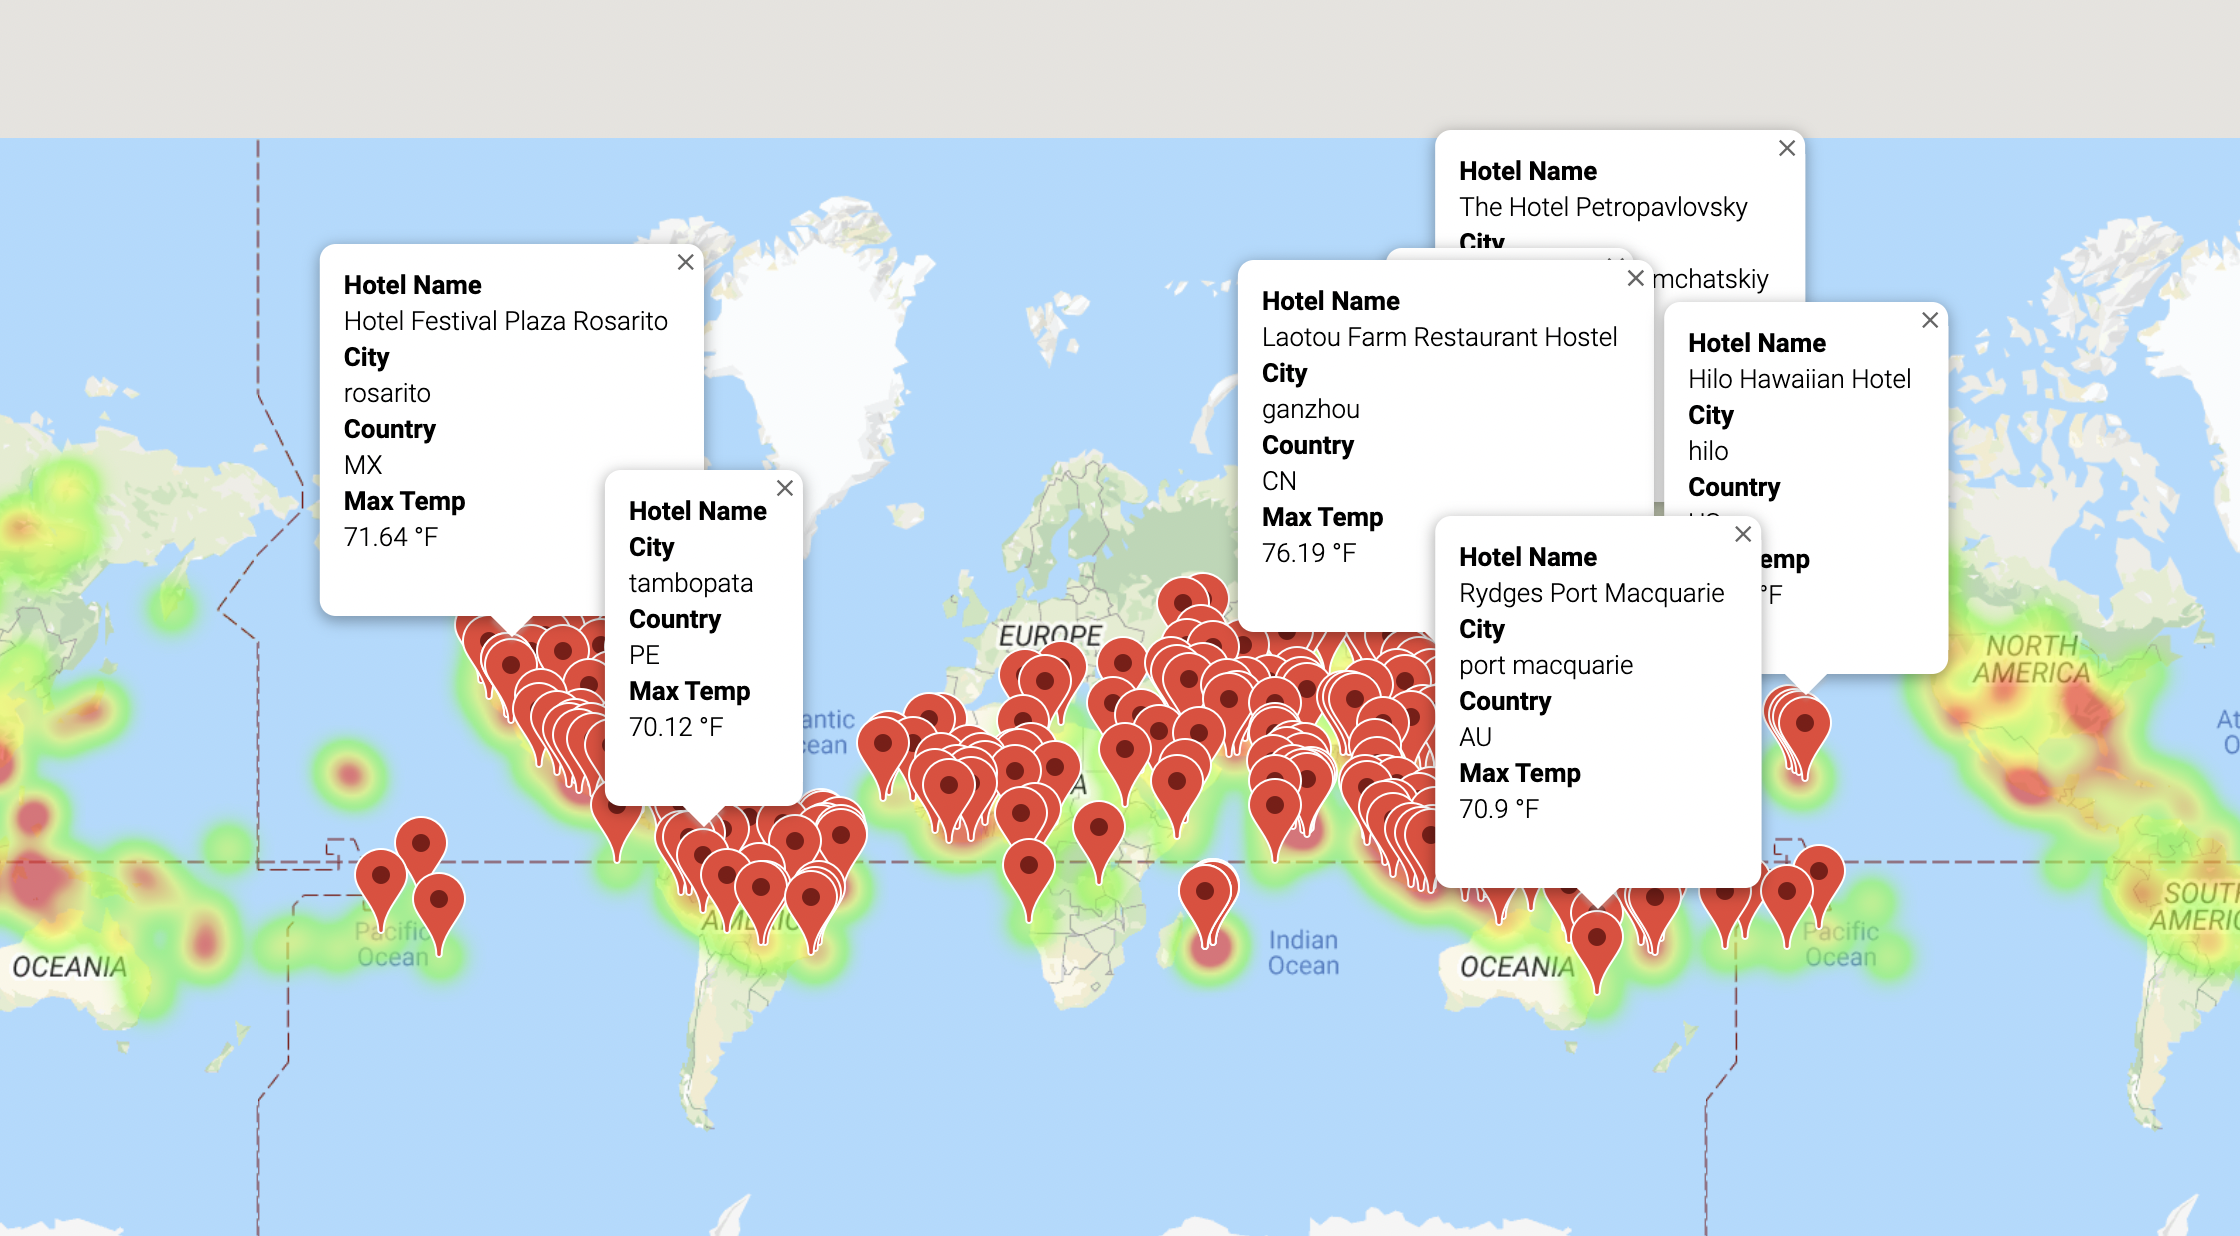 Hotel Name
The Hotel Petropavlovsky
City
mchatskiy
Hotel Name
Hotel Festival Plaza Rosarito
City
rosarito
Country
MX
Max Temp
71.64 °F
Hotel Name
Laotou Farm Restaurant Hostel
City
ganzhou
Country
CN
Max Temp
76.19 °F
Hotel Name
Hilo Hawaiian Hotel
City
hilo
Country
emp
°F
Hotel Name
City
tambopata
Country
PE
Max Temp
70.12 °F
Hotel Name
Rydges Port Macquarie
City
port macquarie
Country
AU
Max Temp
70.9 °F
EUROPE
NORTH
AMERICA
antic
cean
At
O
A
SOUTH
AMERIC
AMERIC
Pacific
Ocean
OCEANIA
Indian
Ocean
OCEANIA
Pacific
Ocean